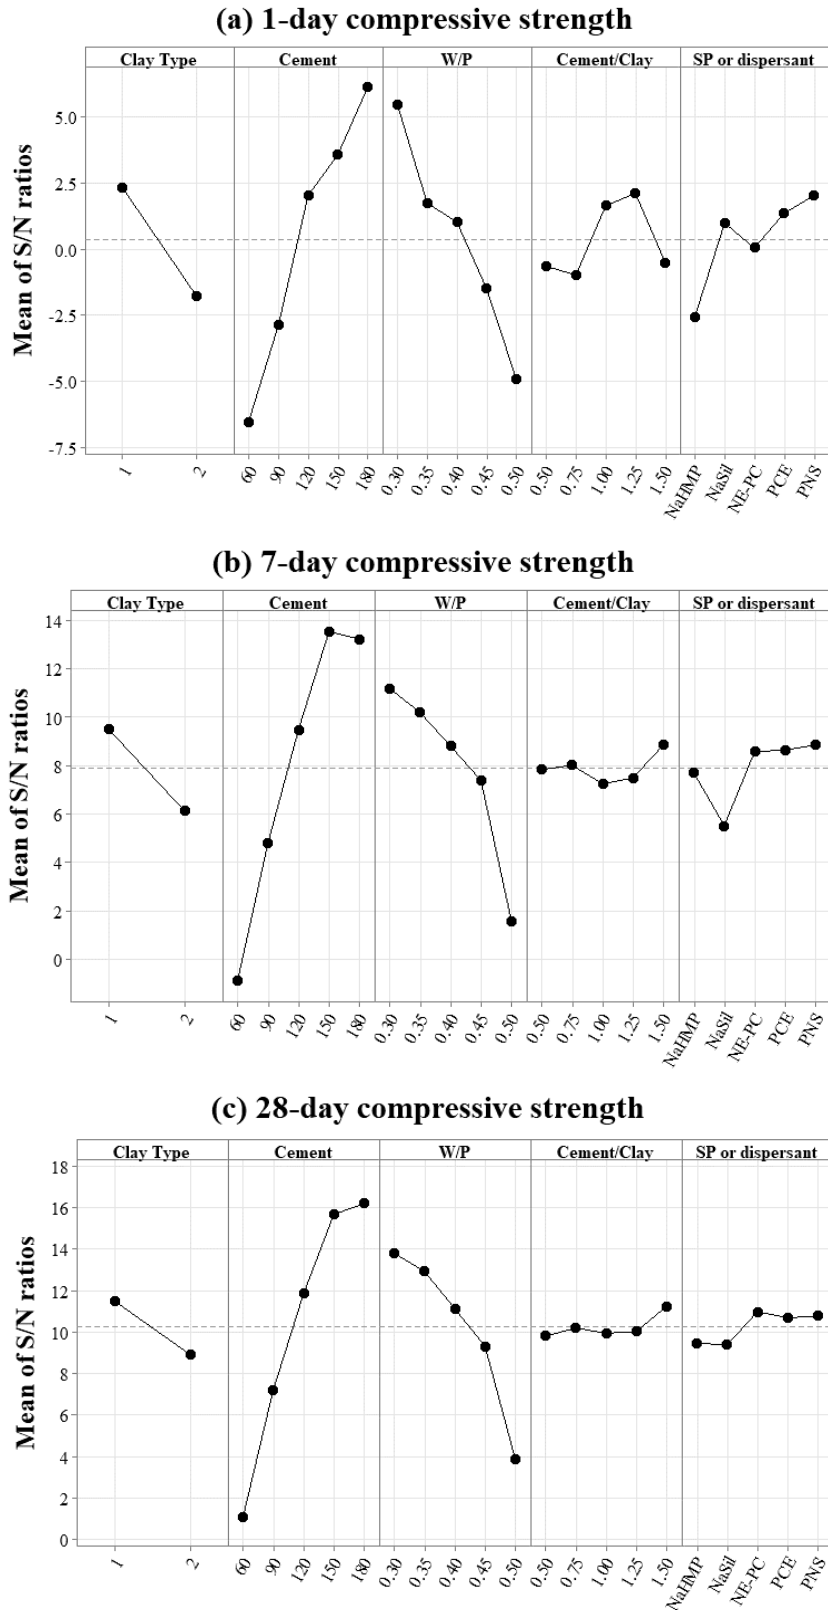 (a) 1-day compressive strength
Clay Type Cement W/P Cement/Clay SP or dispersant
Mean of S/N ratios
5.0
2.5
0.0
-2.5
-5.0
-7.5
1 2 60 90 120 150 180 0.30 0.35 0.40 0.45 0.50 0.50 0.75 1.00 1.25 1.50 NaHMP NaSil NE-PC PCE PNS
(b) 7-day compressive strength
Clay Type Cement W/P Cement/Clay SP or dispersant
Mean of S/N ratios
14
12
10
8
6
4
2
0
1 2 60 90 120 150 180 0.30 0.35 0.40 0.45 0.50 0.50 0.75 1.00 1.25 1.50 NaHMP NaSil NE-PC PCE PNS
(c) 28-day compressive strength
Clay Type Cement W/P Cement/Clay SP or dispersant
Mean of S/N ratios
18
16
14
12
10
8
6
4
2
0
1 2 60 90 120 150 180 0.30 0.35 0.40 0.45 0.50 0.50 0.75 1.00 1.25 1.50 NaHMP NaSil NE-PC PCE PNS